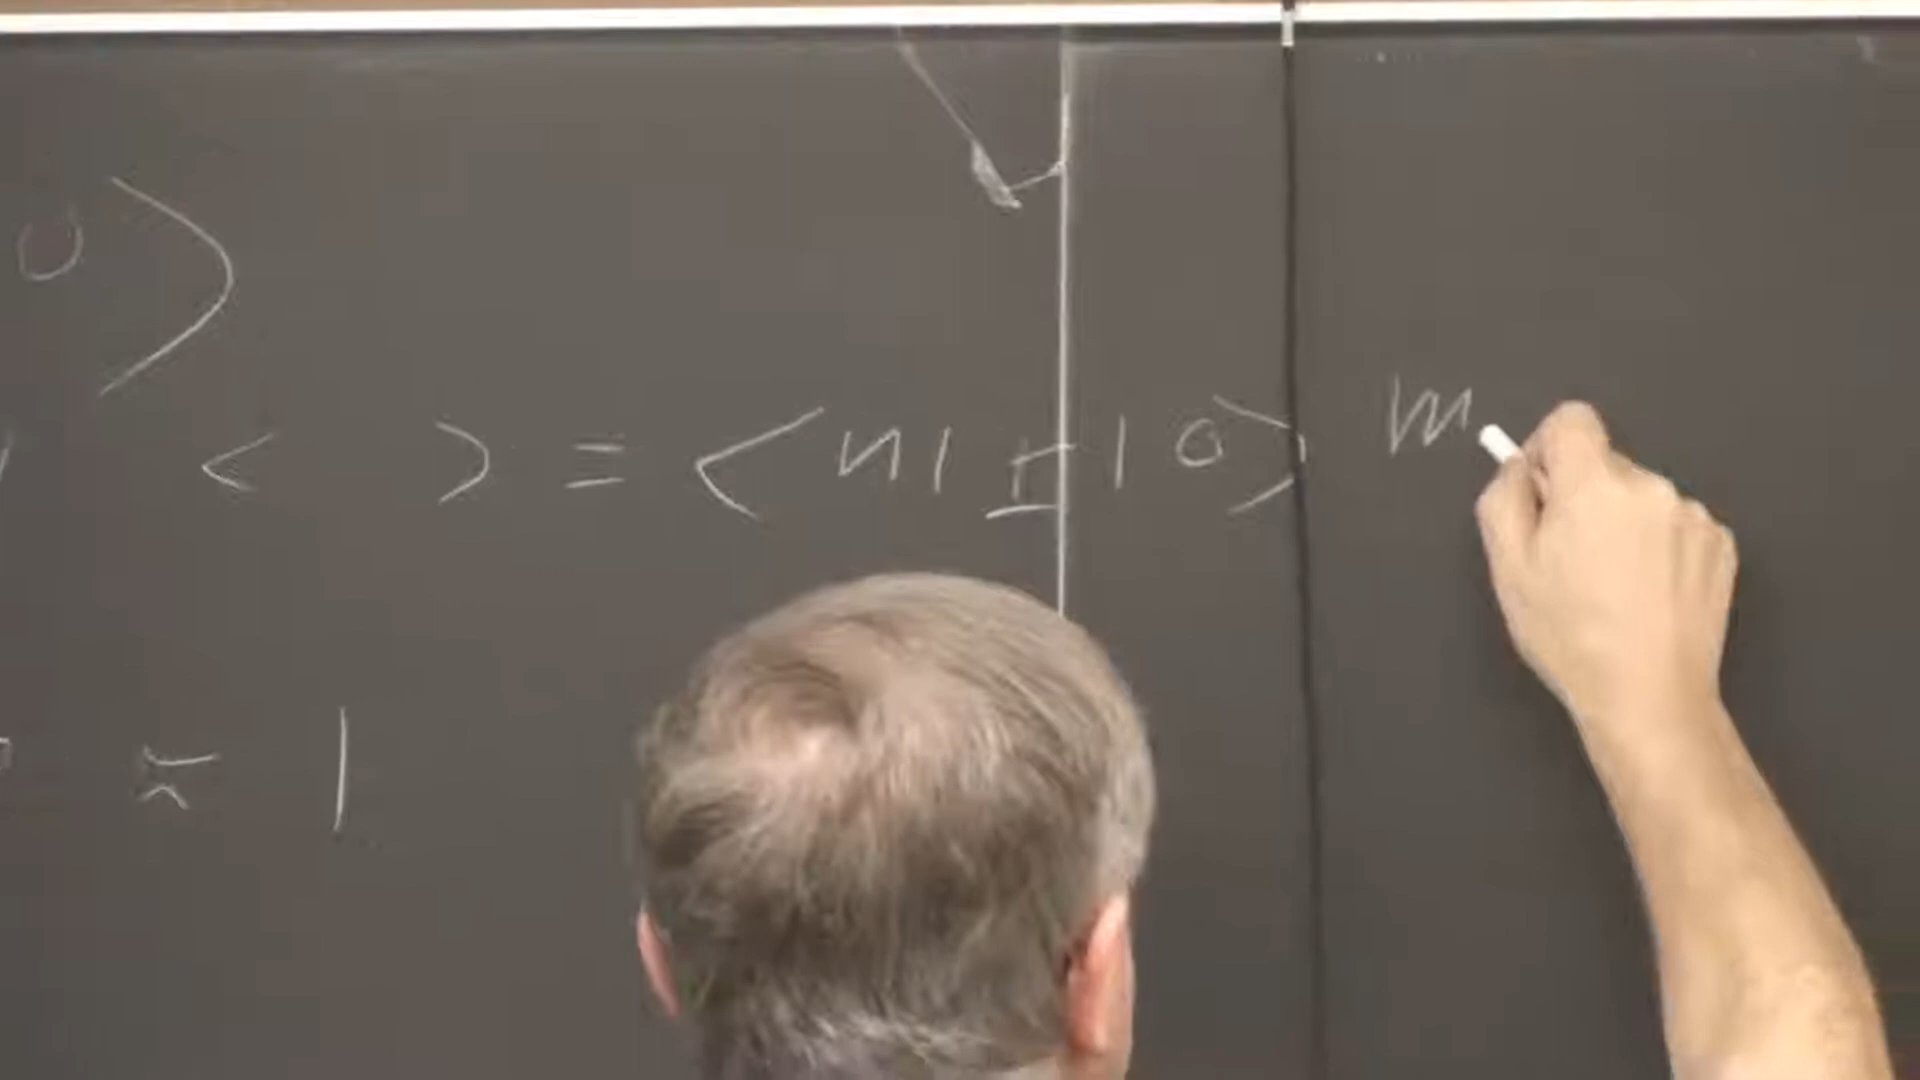 0 )
< > = < n | I | 0 > m
≈ 1